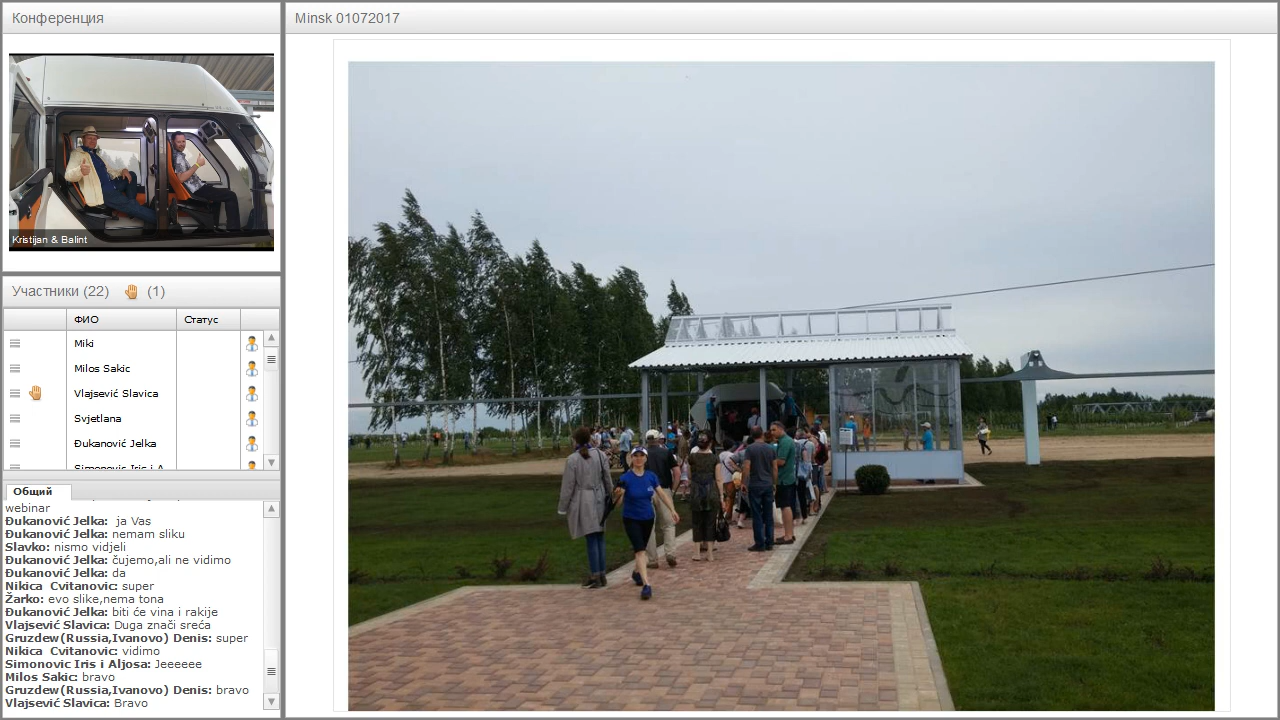 Конференция
Kristijan & Balint
Участники (22) (1)
ФИО Статус
Miki
Milos Sakic
Vlajsević Slavica
Svjetlana
Đukanović Jelka
Simonovic Iris i A
Общий
webinar
Đukanović Jelka: ja Vas
Đukanović Jelka: nemam sliku
Slavko: nismo vidjeli
Đukanović Jelka: čujemo,ali ne vidimo
Đukanović Jelka: da
Nikica Cvitanovic: super
Žarko: evo slike,nema tona
Đukanović Jelka: biti će vina i rakije
Vlajsević Slavica: Duga znači sreća
Gruzdew(Russia,Ivanovo) Denis: super
Nikica Cvitanovic: vidimo
Simonovic Iris i Aljosa: Jeeeeee
Milos Sakic: bravo
Gruzdew(Russia,Ivanovo) Denis: bravo
Vlajsević Slavica: Bravo
Minsk 01072017